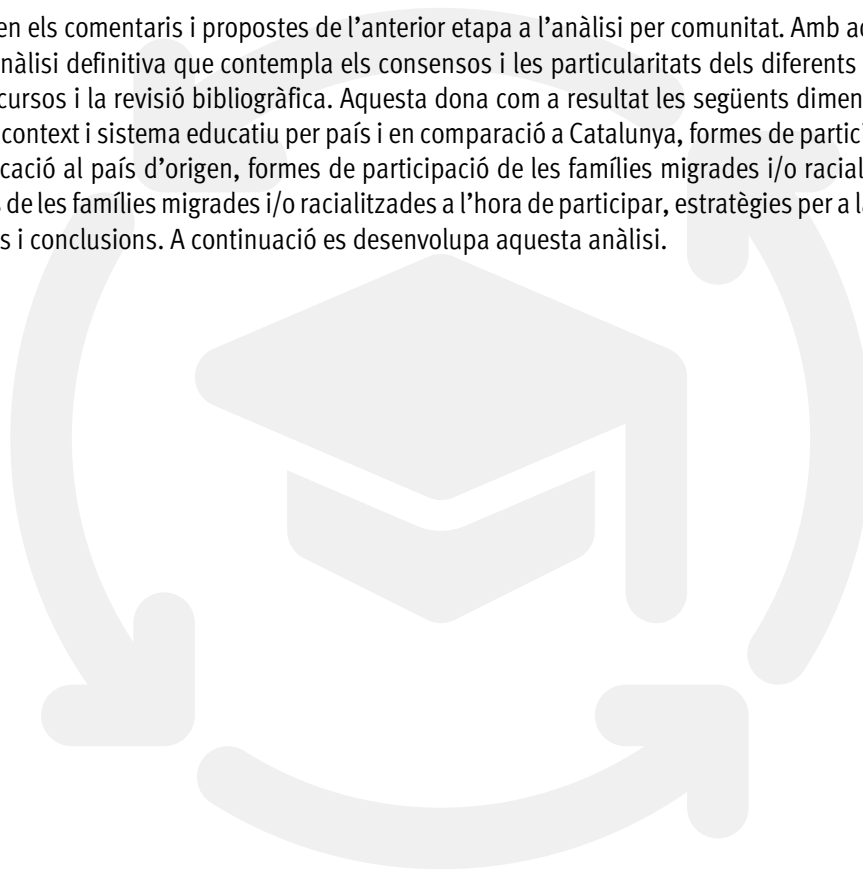 en els comentaris i propostes de l’anterior etapa a l’anàlisi per comunitat. Amb
nàlisi definitiva que contempla els consensos i les particularitats dels diferents
cursos i la revisió bibliogràfica. Aquesta dona com a resultat les següents dimen
context i sistema educatiu per país i en comparació a Catalunya, formes de partici
cació al país d’origen, formes de participació de les famílies migrades i/o racial
s de les famílies migrades i/o racialitzades a l’hora de participar, estratègies per a l
s i conclusions. A continuació es desenvolupa aquesta anàlisi.